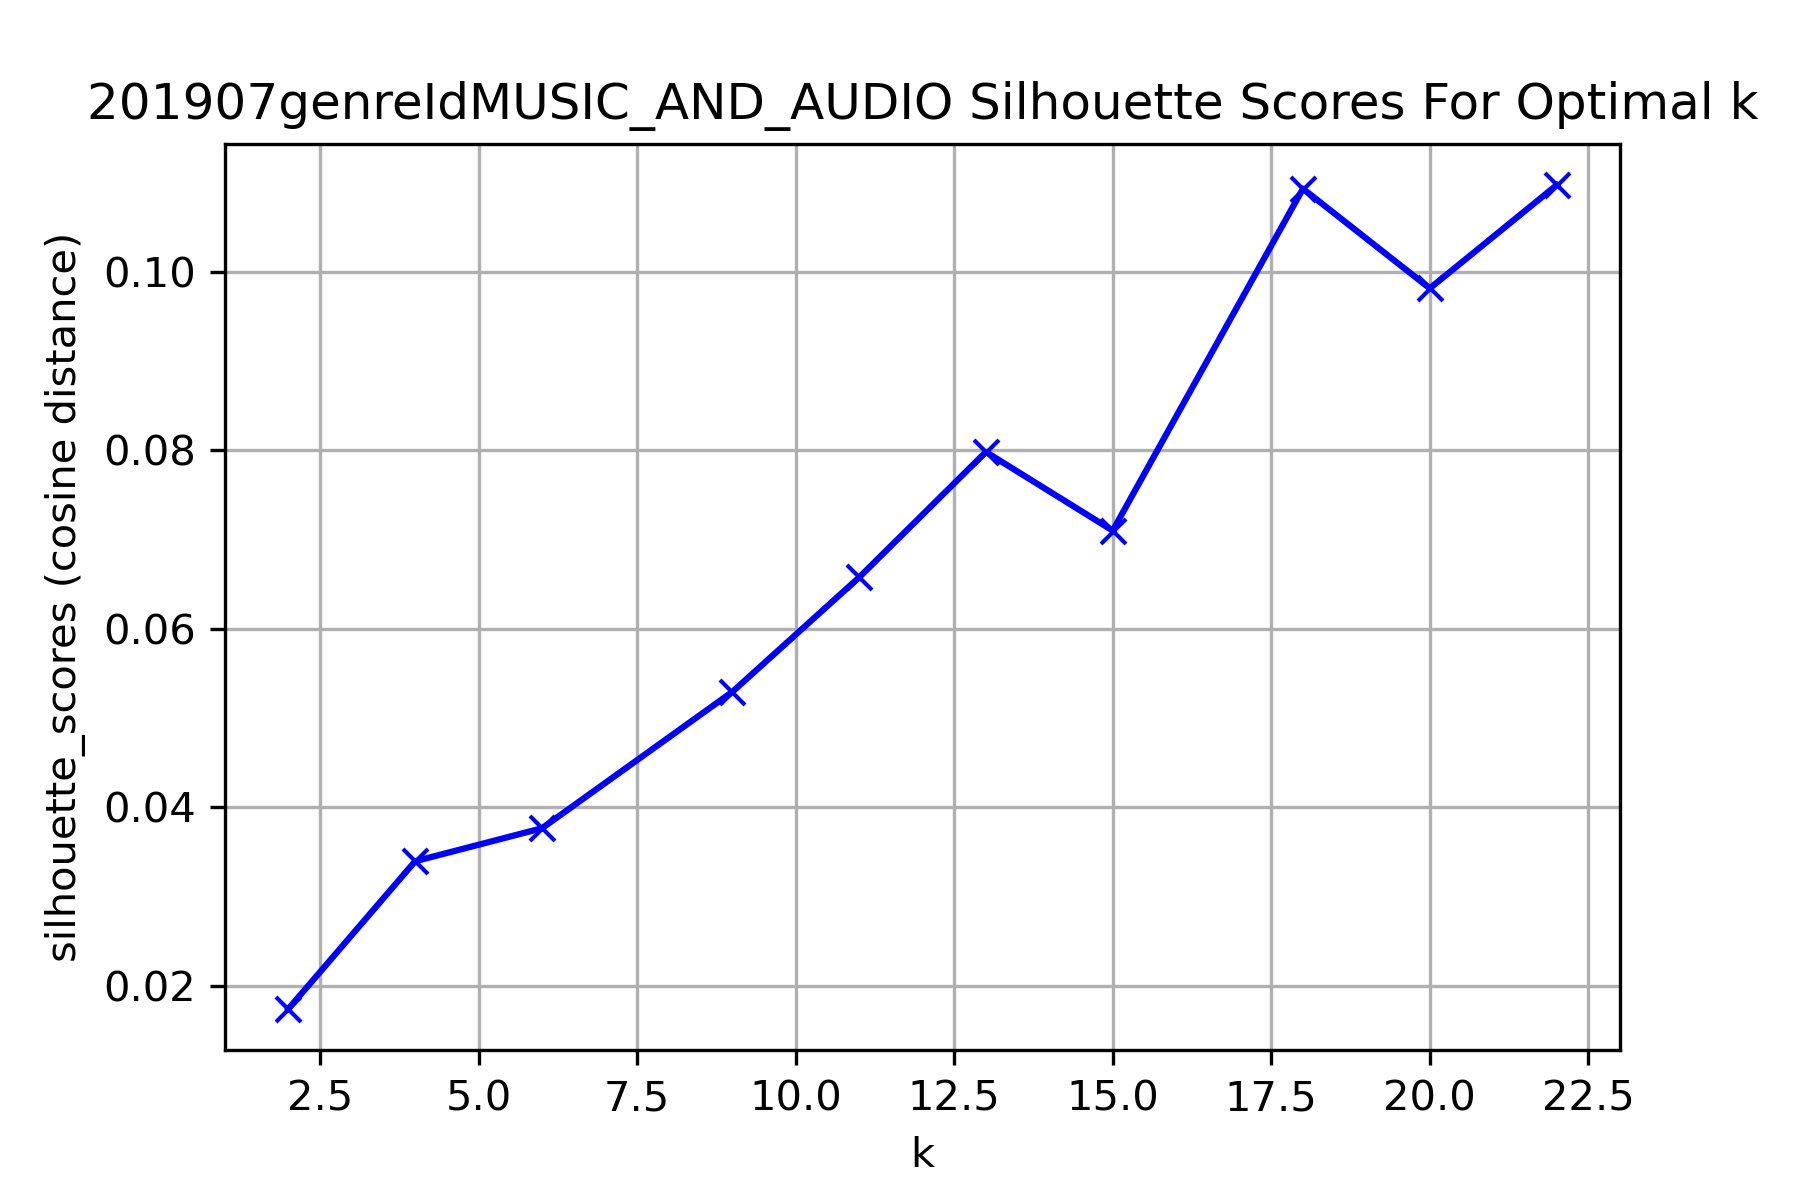 201907genreIdMUSIC_AND_AUDIO Silhouette Scores For Optimal k
silhouette_scores (cosine distance)
0.10
0.08
0.06
0.04
0.02
2.5 5.0 7.5 10.0 12.5 15.0 17.5 20.0 22.5
k